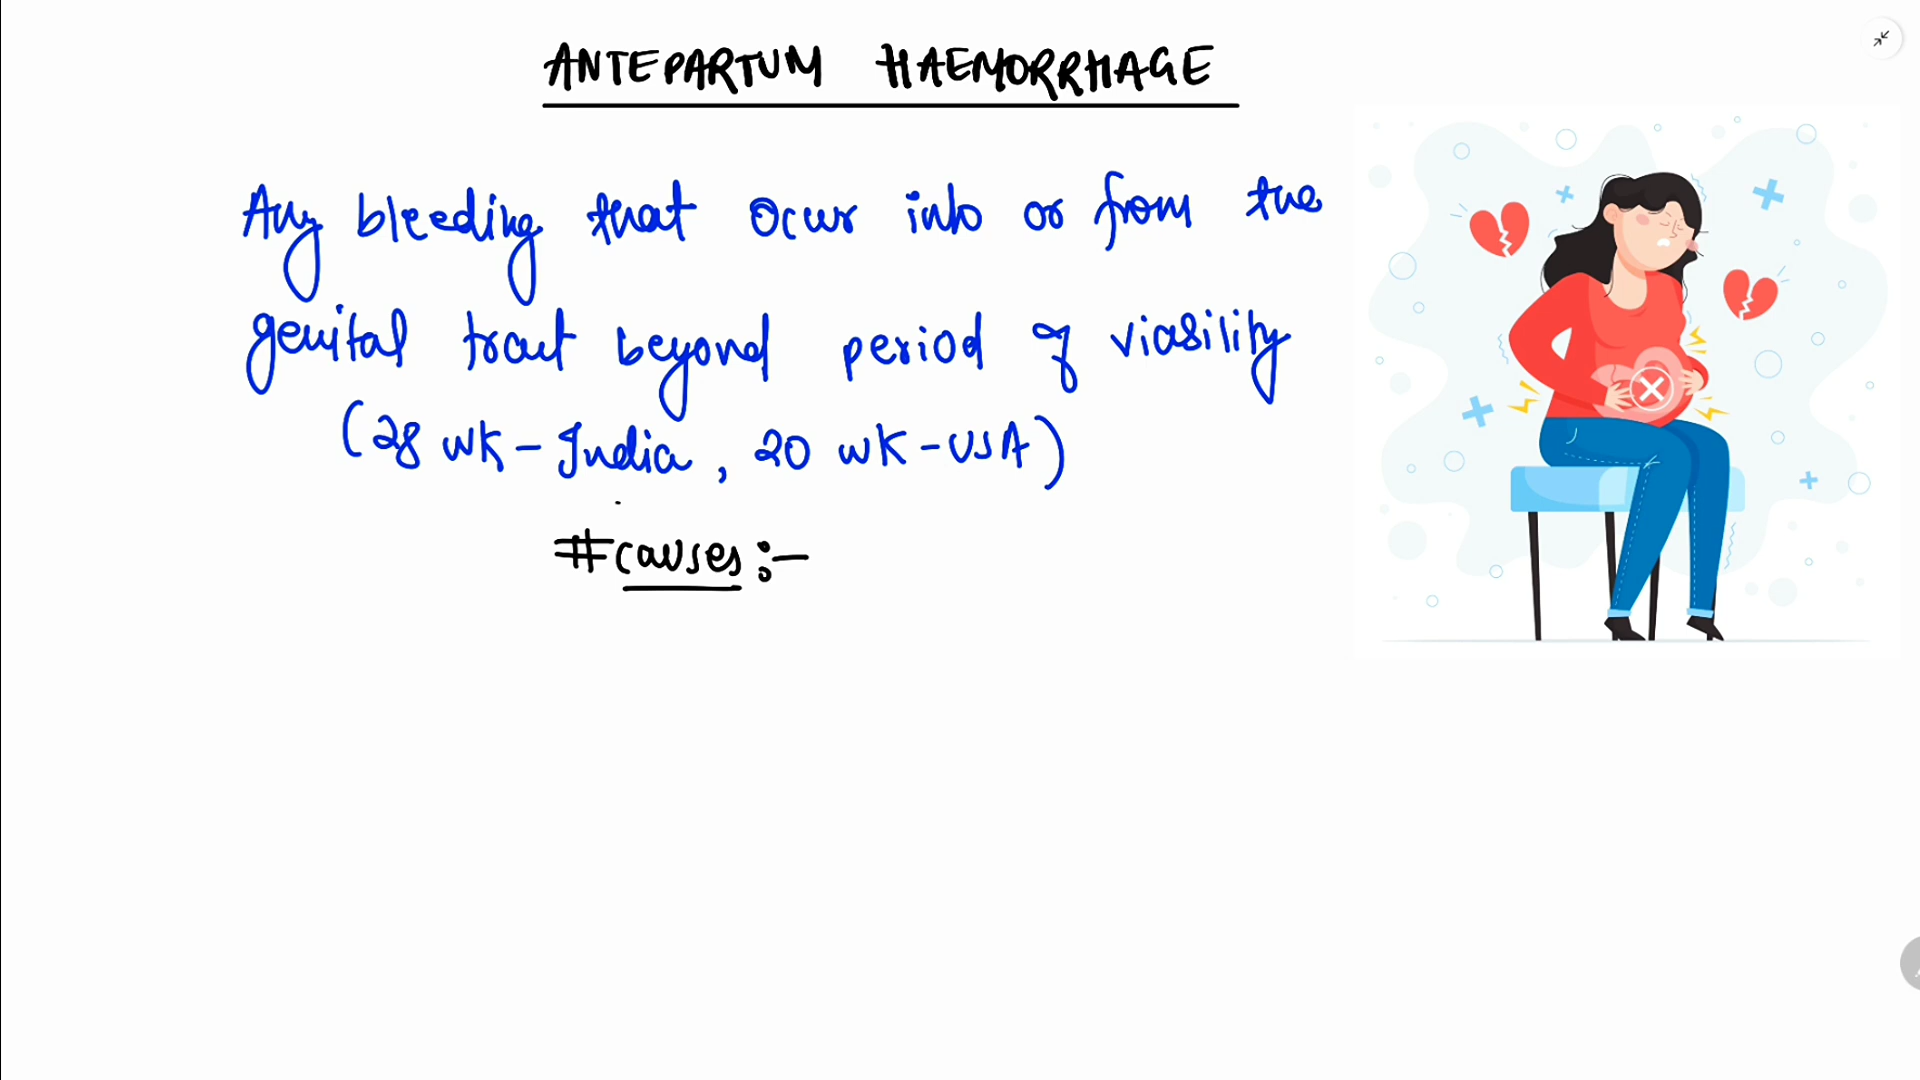 ANTEPARTUM HAEMORRHAGE
Any bleeding that ocur into or from the
genital tract beyond period of viability
(28 wk - India, 20 wk - USA)
#causes :-